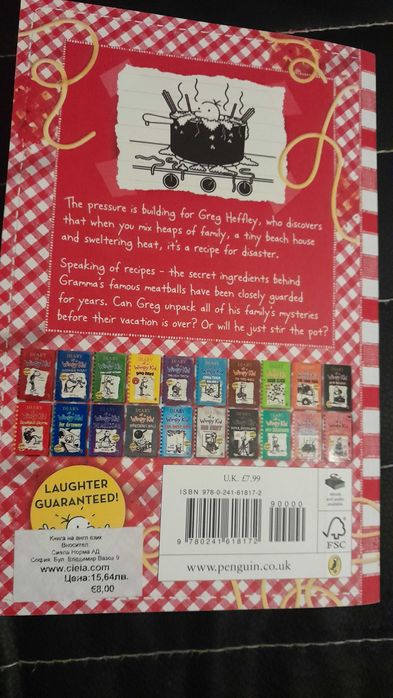 The pressure is building for Greg Heffley, who discovers
that when you mix heaps of family, a tiny beach house
and sweltering heat, it's a recipe for disaster.
Speaking of recipes – the secret ingredients behind
Gramma's famous meatballs have been closely guarded
for years. Can Greg unpack all of his family's mysteries
before their vacation is over? Or will he just stir the pot?
LAUGHTER
GUARANTEED!
Книга на англ език
Вносител:
Сиела Норма АД
София, Бул. Владимир Вазов 9
www.ciela.com
Цена:15,64лв.
€8,00
U.K. £7.99
ISBN 978-0-241-61817-2
90000
9 780241 618172
www.penguin.co.uk
ebook
and audio
available
FSC